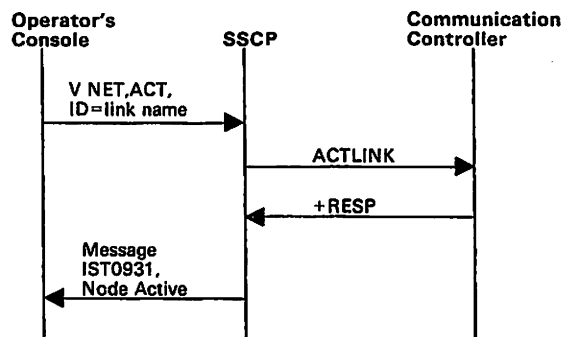 Operator's
Console
SSCP
Communication
Controller
V NET,ACT,
ID=link name
ACTLINK
+RESP
Message
IST0931,
Node Active